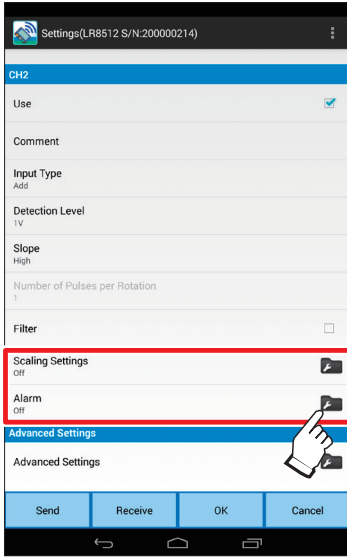 Settings(LR8512 S/N:200000214)
CH2
Use
Comment
Input Type
Add
Detection Level
1V
Slope
High
Number of Pulses per Rotation
1
Filter
Scaling Settings
Off
Alarm
Off
Advanced Settings
Advanced Settings
Send
Receive
OK
Cancel